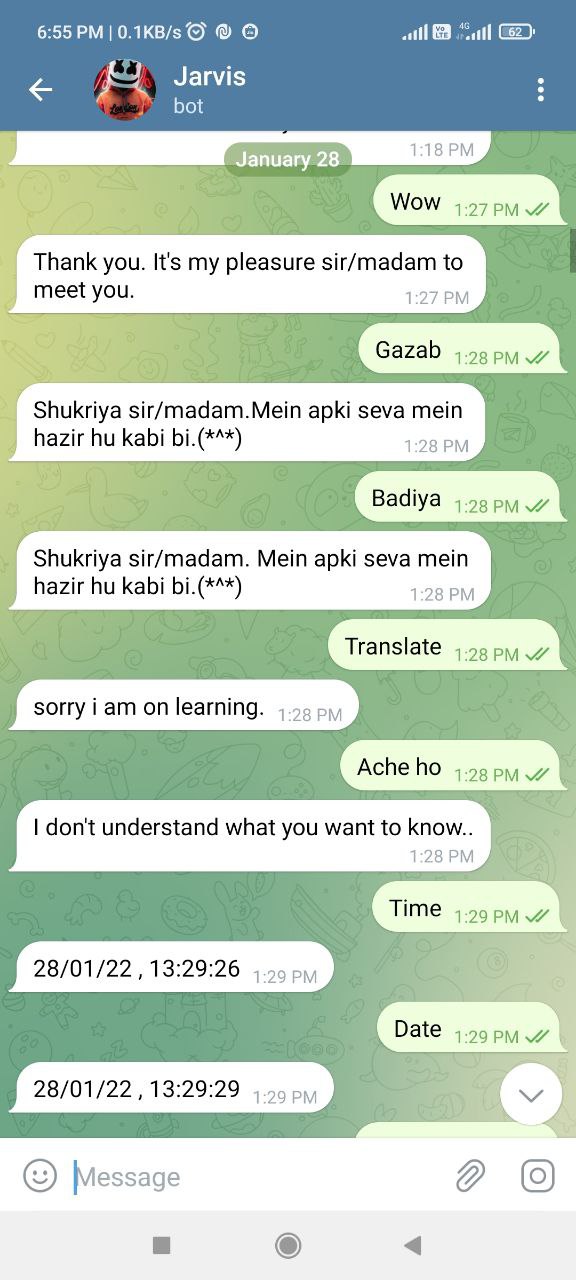 6:55 PM | 0.1KB/s
Vo
LTE
4G
62
Jarvis
bot
1:18 PM
January 28
Wow 1:27 PM
Thank you. It's my pleasure sir/madam to
meet you. 1:27 PM
Gazab 1:28 PM
Shukriya sir/madam.Mein apki seva mein
hazir hu kabi bi.(*^*) 1:28 PM
Badiya 1:28 PM
Shukriya sir/madam. Mein apki seva mein
hazir hu kabi bi.(*^*) 1:28 PM
Translate 1:28 PM
sorry i am on learning. 1:28 PM
Ache ho 1:28 PM
I don't understand what you want to know..
1:28 PM
Time 1:29 PM
28/01/22 , 13:29:26 1:29 PM
Date 1:29 PM
28/01/22 , 13:29:29 1:29 PM
Message